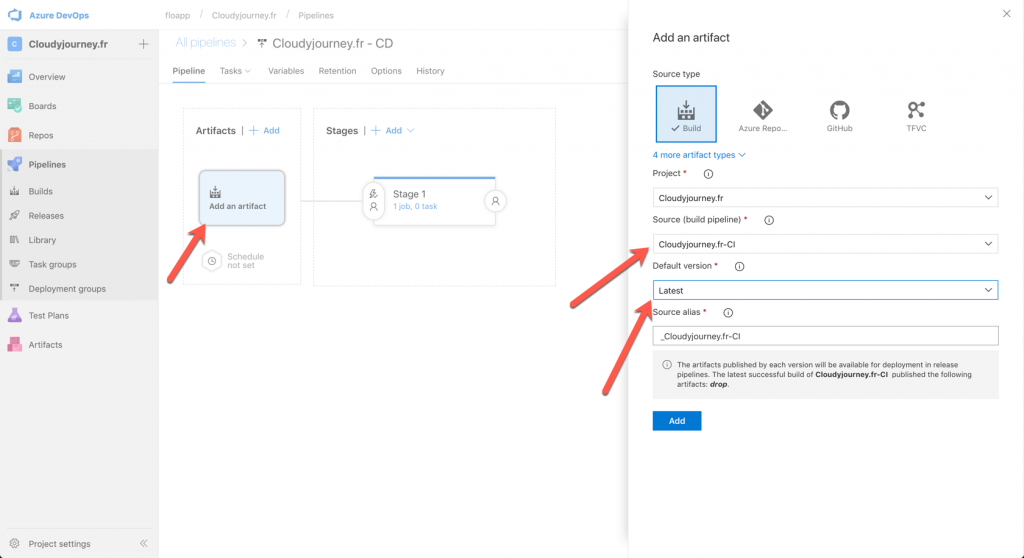 Azure DevOps
floapp / Cloudyjourney.fr / Pipelines
C Cloudyjourney.fr
Overview
Boards
Repos
Pipelines
Builds
Releases
Library
Task groups
Deployment groups
Test Plans
Artifacts
Project settings
All pipelines > Cloudyjourney.fr - CD
Pipeline Tasks Variables Retention Options History
Artifacts | + Add
Add an artifact
Schedule
not set
Stages | + Add
Stage 1
1 job, 0 task
Add an artifact
Source type
Build
Azure Repo...
GitHub
TFVC
4 more artifact types
Project *
Cloudyjourney.fr
Source (build pipeline) *
Cloudyjourney.fr-CI
Default version *
Latest
Source alias *
_Cloudyjourney.fr-CI
The artifacts published by each version will be available for deployment in release
pipelines. The latest successful build of Cloudyjourney.fr-CI published the following
artifacts: drop.
Add